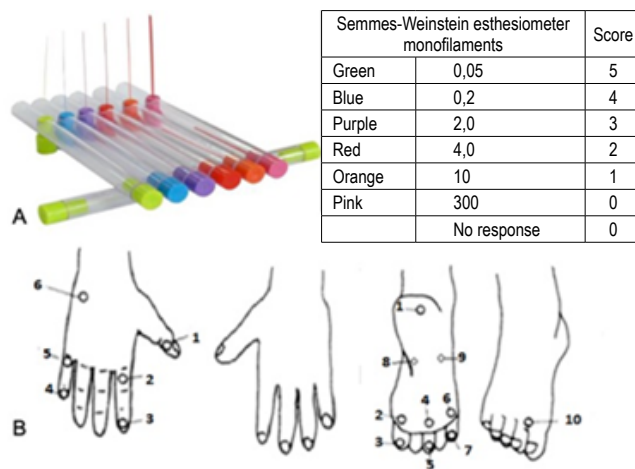 Semmes-Weinstein esthesiometer monofilaments Score
Green 0,05 5
Blue 0,2 4
Purple 2,0 3
Red 4,0 2
Orange 10 1
Pink 300 0
No response 0
A
6
1
5
2
4
3
1
8 9
2 4 6 10
3 5 7
B